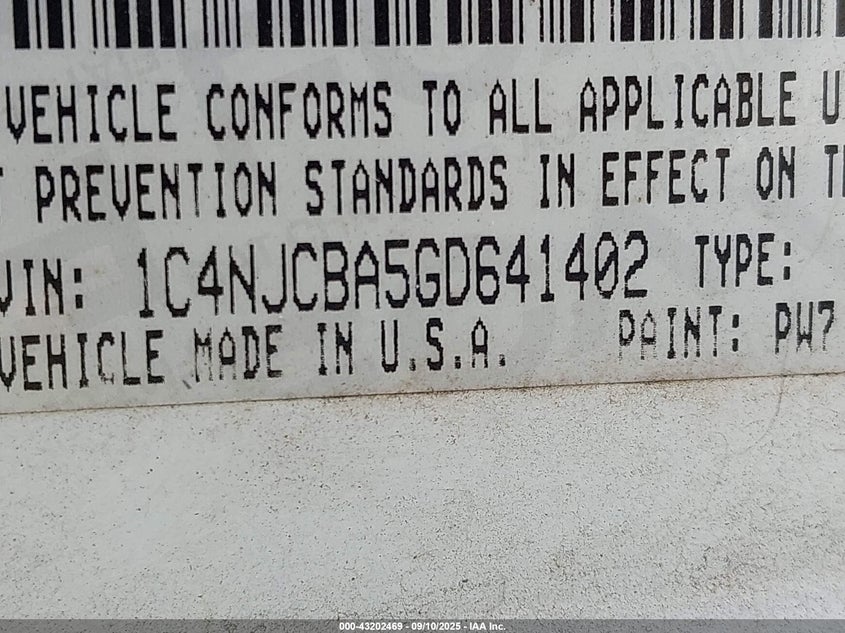 VEHICLE CONFORMS TO ALL APPLICABLE U
T PREVENTION STANDARDS IN EFFECT ON TH
VIN: 1C4NJCBA5GD641402 TYPE:
VEHICLE MADE IN U.S.A. PAINT: PW7
000-43202469 - 09/10/2025 - IAA Inc.